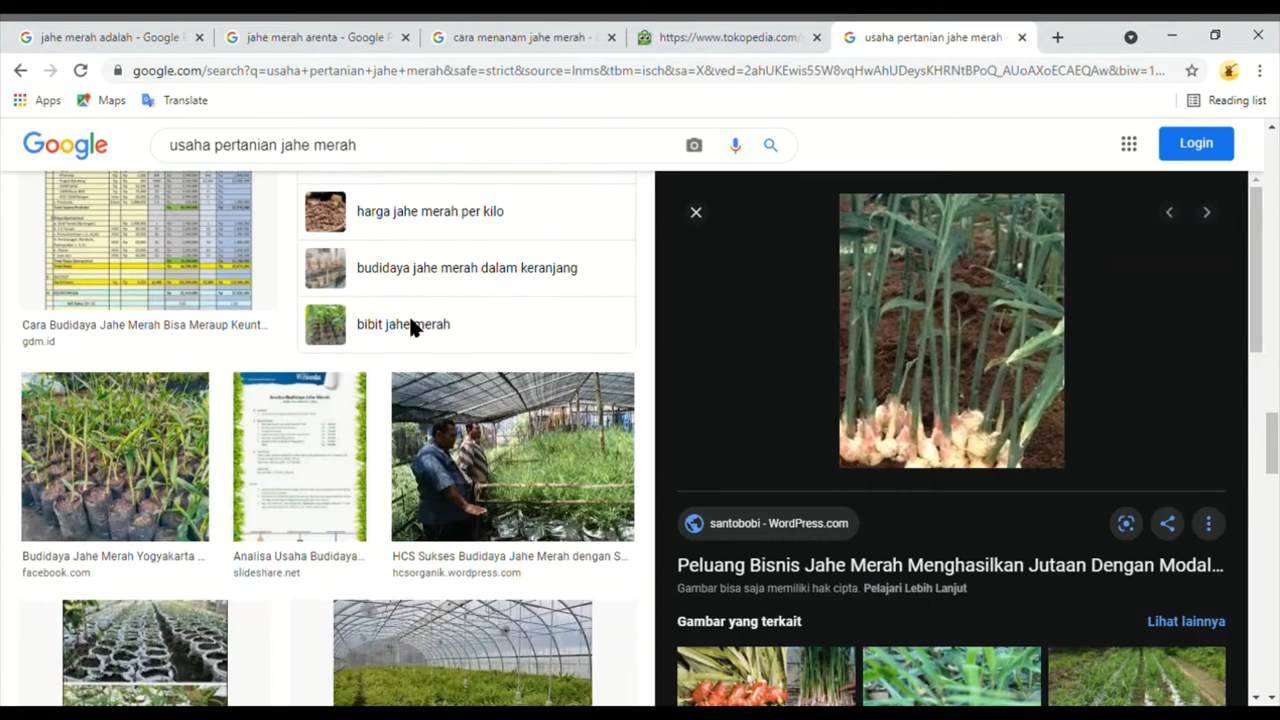 jahe merah adalah - Google
jahe merah arenta - Google P
cara menanam jahe merah -
https://www.tokopedia.com/
usaha pertanian jahe merah
google.com/search?q=usaha+pertanian+jahe+merah&safe=strict&source=lnms&tbm=isch&sa=X&ved=2ahUKEwis55W8vqHwAhUDeysKHRNtBPoQ_AUoAXoECAEQAw&biw=1...
Apps
Maps
Translate
Reading list
Google
usaha pertanian jahe merah
Login
harga jahe merah per kilo
budidaya jahe merah dalam keranjang
bibit jahe merah
Cara Budidaya Jahe Merah Bisa Meraup Keunt...
gdm.id
Analisa Budidaya Jahe Merah
Budidaya Jahe Merah Yogyakarta ...
facebook.com
Analisa Usaha Budidaya...
slideshare.net
HCS Sukses Budidaya Jahe Merah dengan S...
hcsorganik.wordpress.com
santobobi - WordPress.com
Peluang Bisnis Jahe Merah Menghasilkan Jutaan Dengan Modal...
Gambar bisa saja memiliki hak cipta. Pelajari Lebih Lanjut
Gambar yang terkait
Lihat lainnya